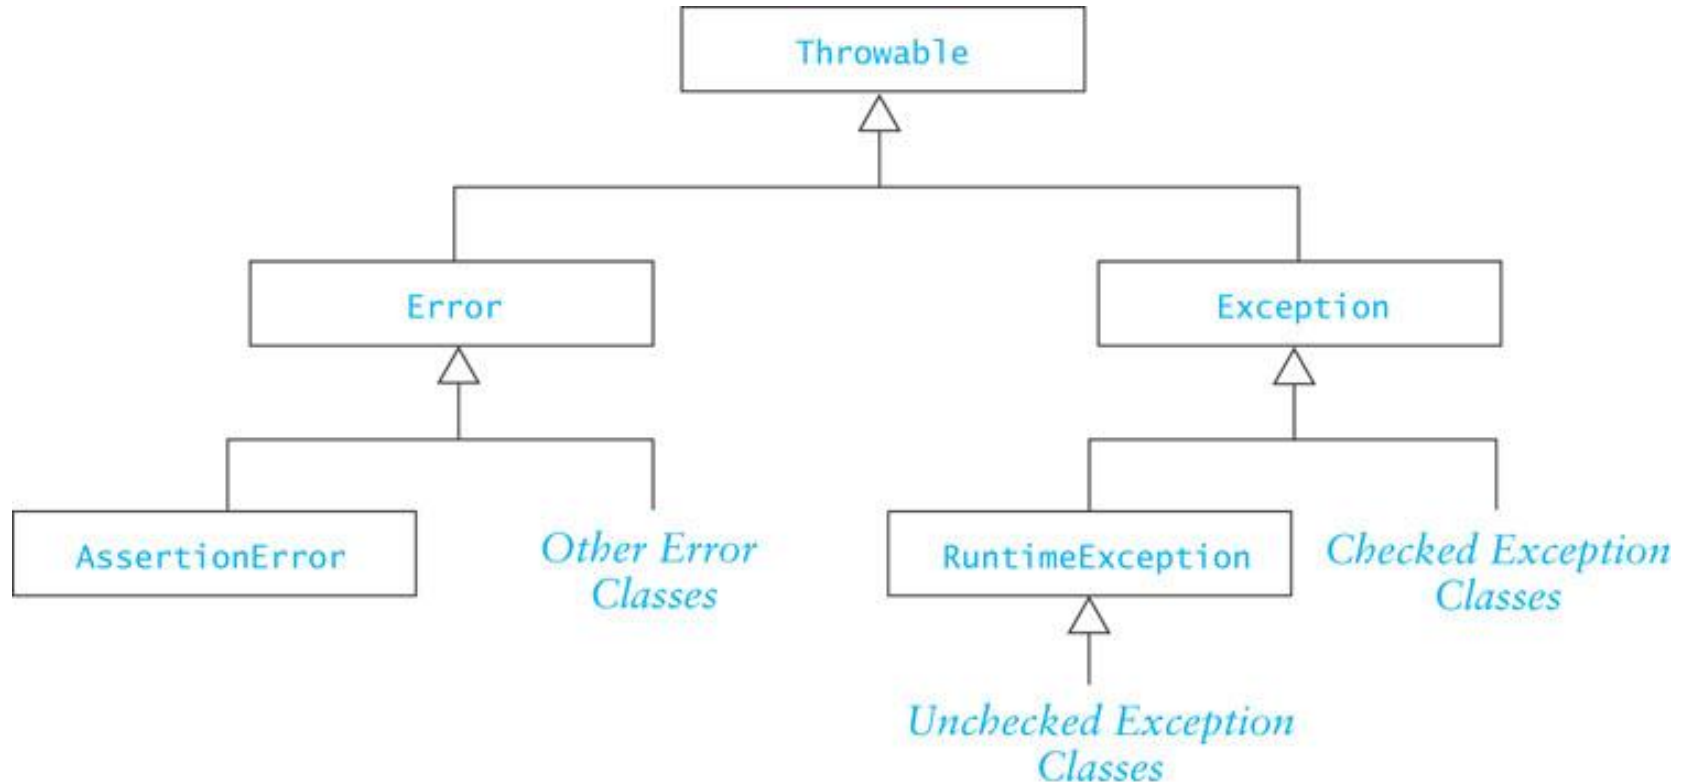 Throwable
Error
Exception
AssertionError
Other Error
Classes
RuntimeException
Checked Exception
Classes
Unchecked Exception
Classes